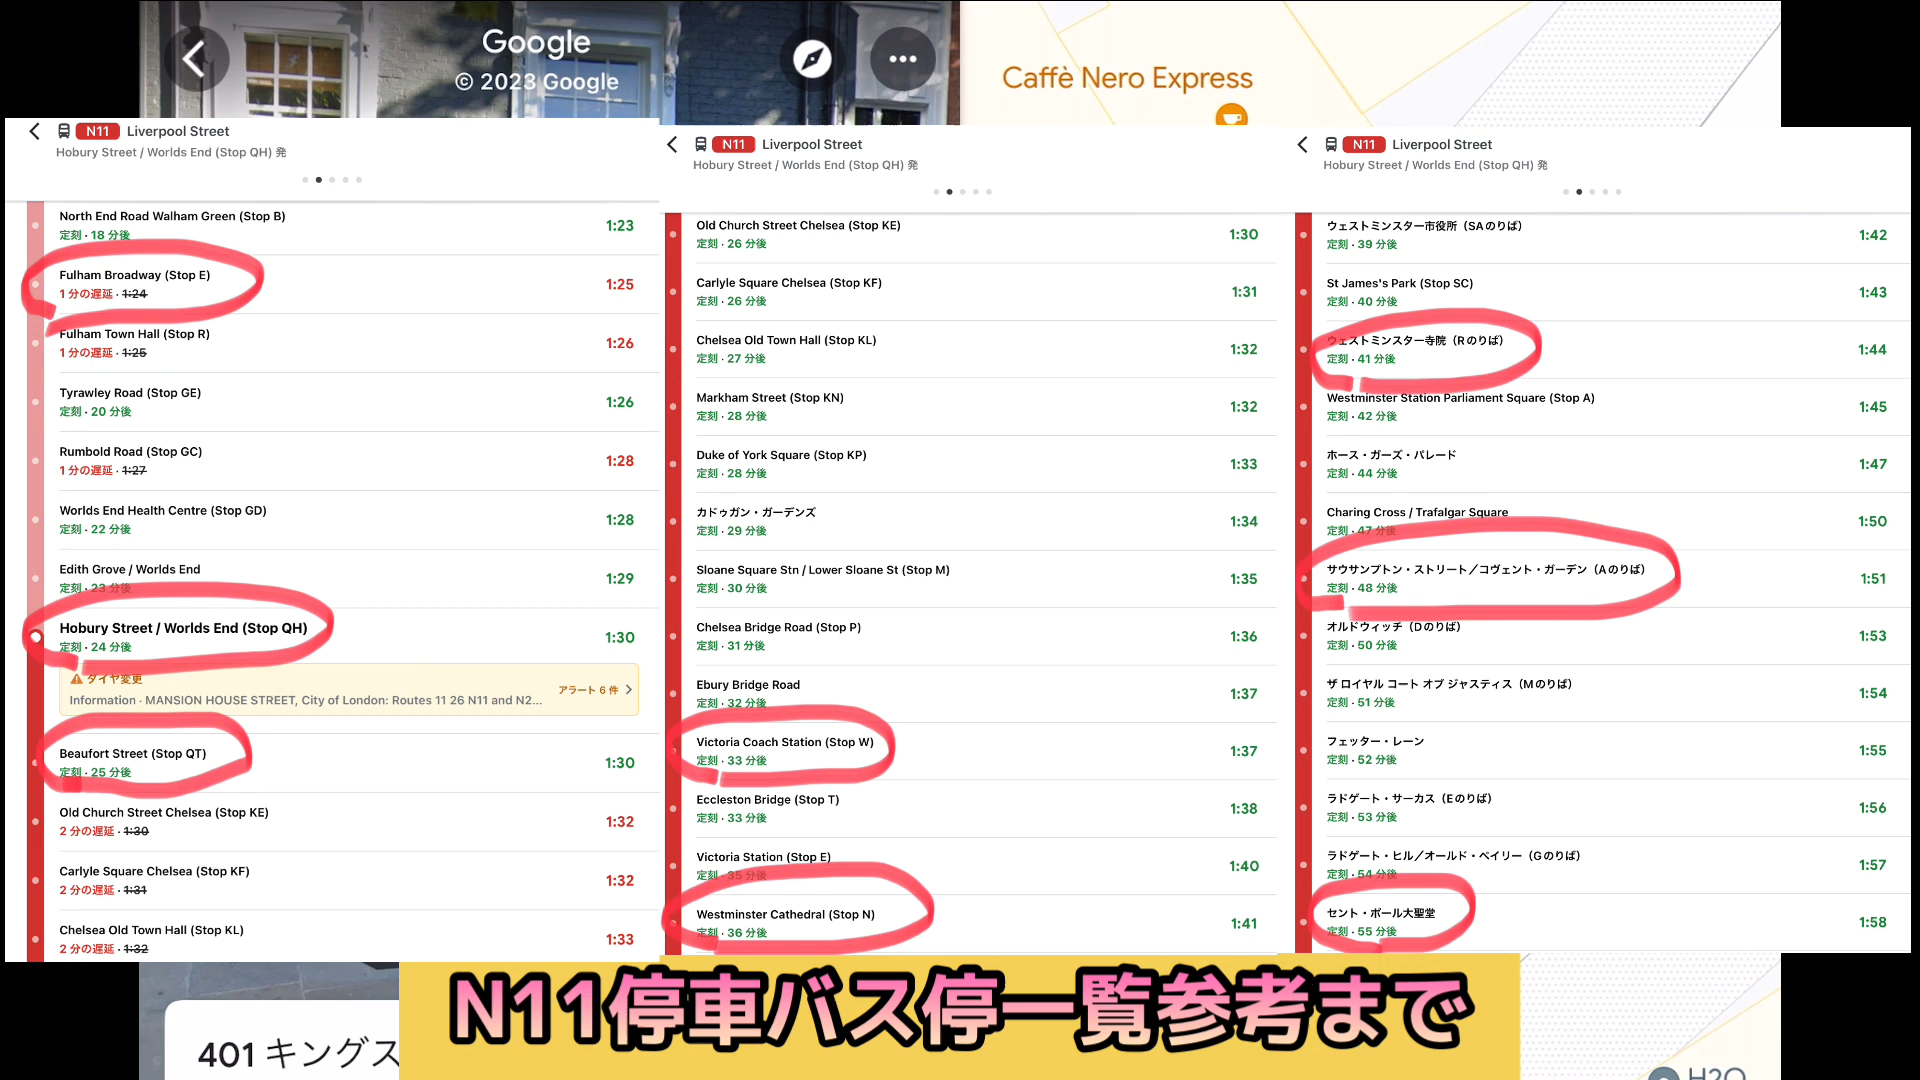 Google
© 2023 Google
Caffè Nero Express
N11 Liverpool Street
Hobury Street / Worlds End (Stop QH) 発
North End Road Walham Green (Stop B)
1:23
定刻 · 18 分後
Fulham Broadway (Stop E)
1:25
1 分の遅延 · 1:24
Fulham Town Hall (Stop R)
1:26
1 分の遅延 · 1:25
Tyrawley Road (Stop GE)
1:26
定刻 · 20 分後
Rumbold Road (Stop GC)
1:28
1 分の遅延 · 1:27
Worlds End Health Centre (Stop GD)
1:28
定刻 · 22 分後
Edith Grove / Worlds End
1:29
定刻 · 23 分後
Hobury Street / Worlds End (Stop QH)
1:30
定刻 · 24 分後
ダイヤ変更
アラート 6 件
Information · MANSION HOUSE STREET, City of London: Routes 11 26 N11 and N2...
Beaufort Street (Stop QT)
1:30
定刻 · 25 分後
Old Church Street Chelsea (Stop KE)
1:32
2 分の遅延 · 1:30
Carlyle Square Chelsea (Stop KF)
1:32
2 分の遅延 · 1:31
Chelsea Old Town Hall (Stop KL)
1:33
2 分の遅延 · 1:32
N11 Liverpool Street
Hobury Street / Worlds End (Stop QH) 発
Old Church Street Chelsea (Stop KE)
1:30
定刻 · 26 分後
Carlyle Square Chelsea (Stop KF)
1:31
定刻 · 26 分後
Chelsea Old Town Hall (Stop KL)
1:32
定刻 · 27 分後
Markham Street (Stop KN)
1:32
定刻 · 28 分後
Duke of York Square (Stop KP)
1:33
定刻 · 28 分後
カドゥガン・ガーデンズ
1:34
定刻 · 29 分後
Sloane Square Stn / Lower Sloane St (Stop M)
1:35
定刻 · 30 分後
Chelsea Bridge Road (Stop P)
1:36
定刻 · 31 分後
Ebury Bridge Road
1:37
定刻 · 32 分後
Victoria Coach Station (Stop W)
1:37
定刻 · 33 分後
Eccleston Bridge (Stop T)
1:38
定刻 · 33 分後
Victoria Station (Stop E)
1:40
定刻 · 35 分後
Westminster Cathedral (Stop N)
1:41
定刻 · 36 分後
N11 Liverpool Street
Hobury Street / Worlds End (Stop QH) 発
ウェストミンスター市役所（SAのりば）
1:42
定刻 · 39 分後
St James's Park (Stop SC)
1:43
定刻 · 40 分後
ウェストミンスター寺院（Rのりば）
1:44
定刻 · 41 分後
Westminster Station Parliament Square (Stop A)
1:45
定刻 · 42 分後
ホース・ガーズ・パレード
1:47
定刻 · 44 分後
Charing Cross / Trafalgar Square
1:50
定刻 · 47 分後
サウサンプトン・ストリート／コヴェント・ガーデン（Aのりば）
1:51
定刻 · 48 分後
オルドウィッチ（Dのりば）
1:53
定刻 · 50 分後
ザ ロイヤル コート オブ ジャスティス（Mのりば）
1:54
定刻 · 51 分後
フェッター・レーン
1:55
定刻 · 52 分後
ラドゲート・サーカス（Eのりば）
1:56
定刻 · 53 分後
ラドゲート・ヒル／オールド・ベイリー（Gのりば）
1:57
定刻 · 54 分後
セント・ポール大聖堂
1:58
定刻 · 55 分後
N11停車バス停一覧参考まで
401 キングス
H2O